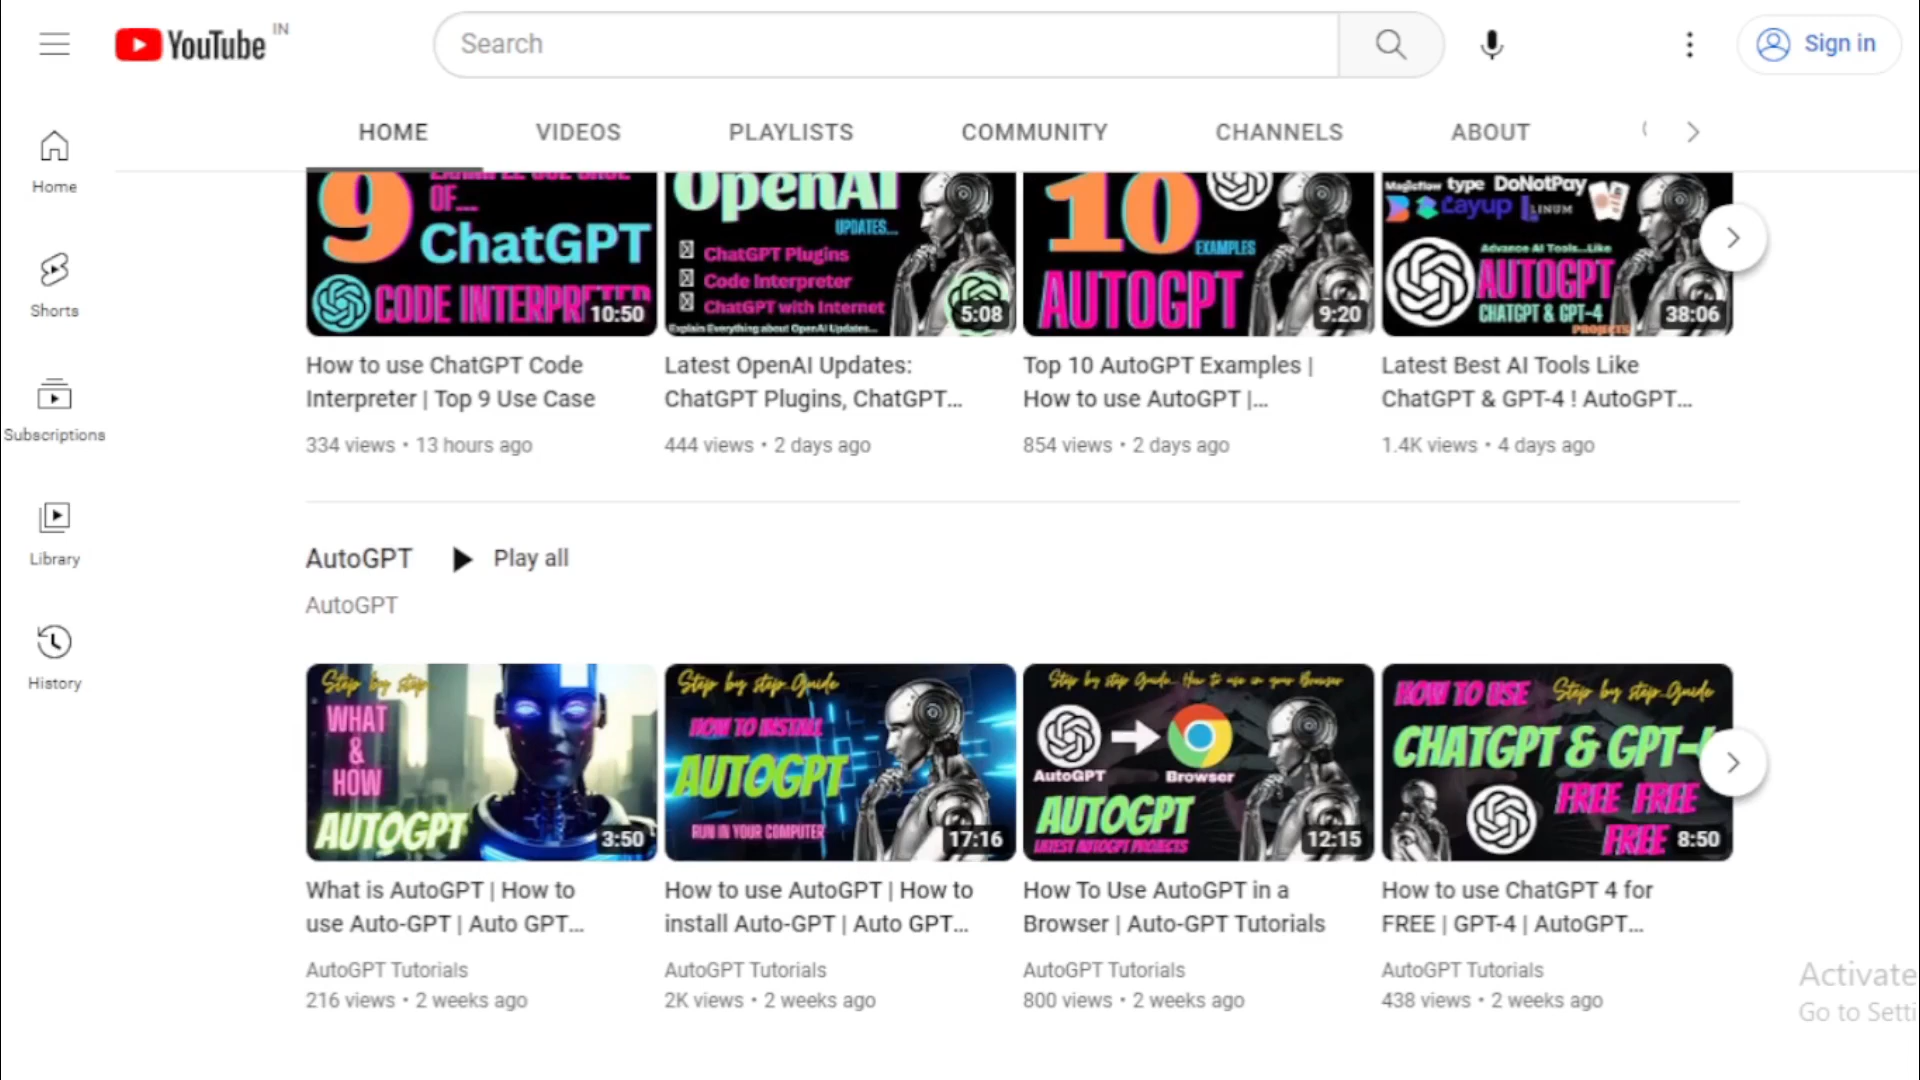 YouTube IN
Search
Sign in
HOME VIDEOS PLAYLISTS COMMUNITY CHANNELS ABOUT
Home
Shorts
Subscriptions
Library
History
9
OF...
ChatGPT
CODE INTERPRETER
10:50
OpenAI
UPDATES...
ChatGPT Plugins
Code Interpreter
ChatGPT with Internet
Explain Everything about OpenAI Updates...
5:08
10
EXAMPLES
AUTOGPT
9:20
Magicflow type DoNotPay
Layup LINUM
Advance AI Tools...Like
AUTOGPT
CHATGPT & GPT-4
PROJECTS
38:06
How to use ChatGPT Code
Interpreter | Top 9 Use Case
334 views • 13 hours ago
Latest OpenAI Updates:
ChatGPT Plugins, ChatGPT...
444 views • 2 days ago
Top 10 AutoGPT Examples |
How to use AutoGPT |...
854 views • 2 days ago
Latest Best AI Tools Like
ChatGPT & GPT-4 ! AutoGPT...
1.4K views • 4 days ago
AutoGPT Play all
AutoGPT
Step by step
WHAT
&
HOW
AUTOGPT
3:50
Step by step Guide
HOW TO INSTALL
AUTOGPT
RUN IN YOUR COMPUTER
17:16
Step by step Guide... How to use in your Browser
AutoGPT Browser
AUTOGPT
LATEST AUTOGPT PROJECTS
12:15
HOW TO USE Step by step Guide
CHATGPT & GPT-4
FREE FREE
FREE
8:50
What is AutoGPT | How to
use Auto-GPT | Auto GPT...
AutoGPT Tutorials
216 views • 2 weeks ago
How to use AutoGPT | How to
install Auto-GPT | Auto GPT...
AutoGPT Tutorials
2K views • 2 weeks ago
How To Use AutoGPT in a
Browser | Auto-GPT Tutorials
AutoGPT Tutorials
800 views • 2 weeks ago
How to use ChatGPT 4 for
FREE | GPT-4 | AutoGPT...
AutoGPT Tutorials
438 views • 2 weeks ago
Activate
Go to Setti